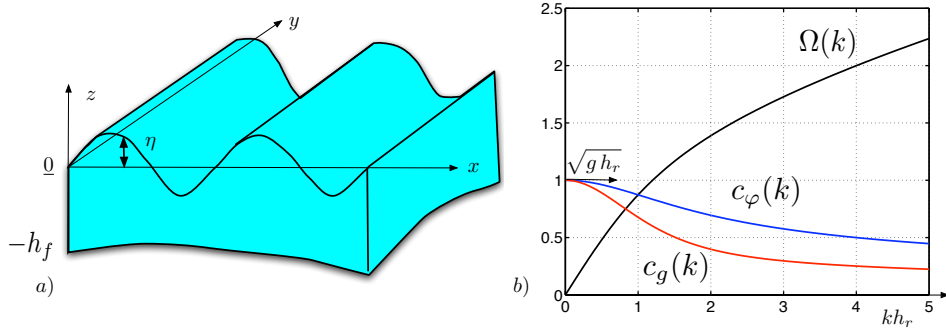 y
z
η
0
x
−h_f
a)
2.5
2
1.5
1
0.5
0
Ω(k)
√g h_r
c_φ(k)
c_g(k)
b)
0 1 2 3 4 5
kh_r